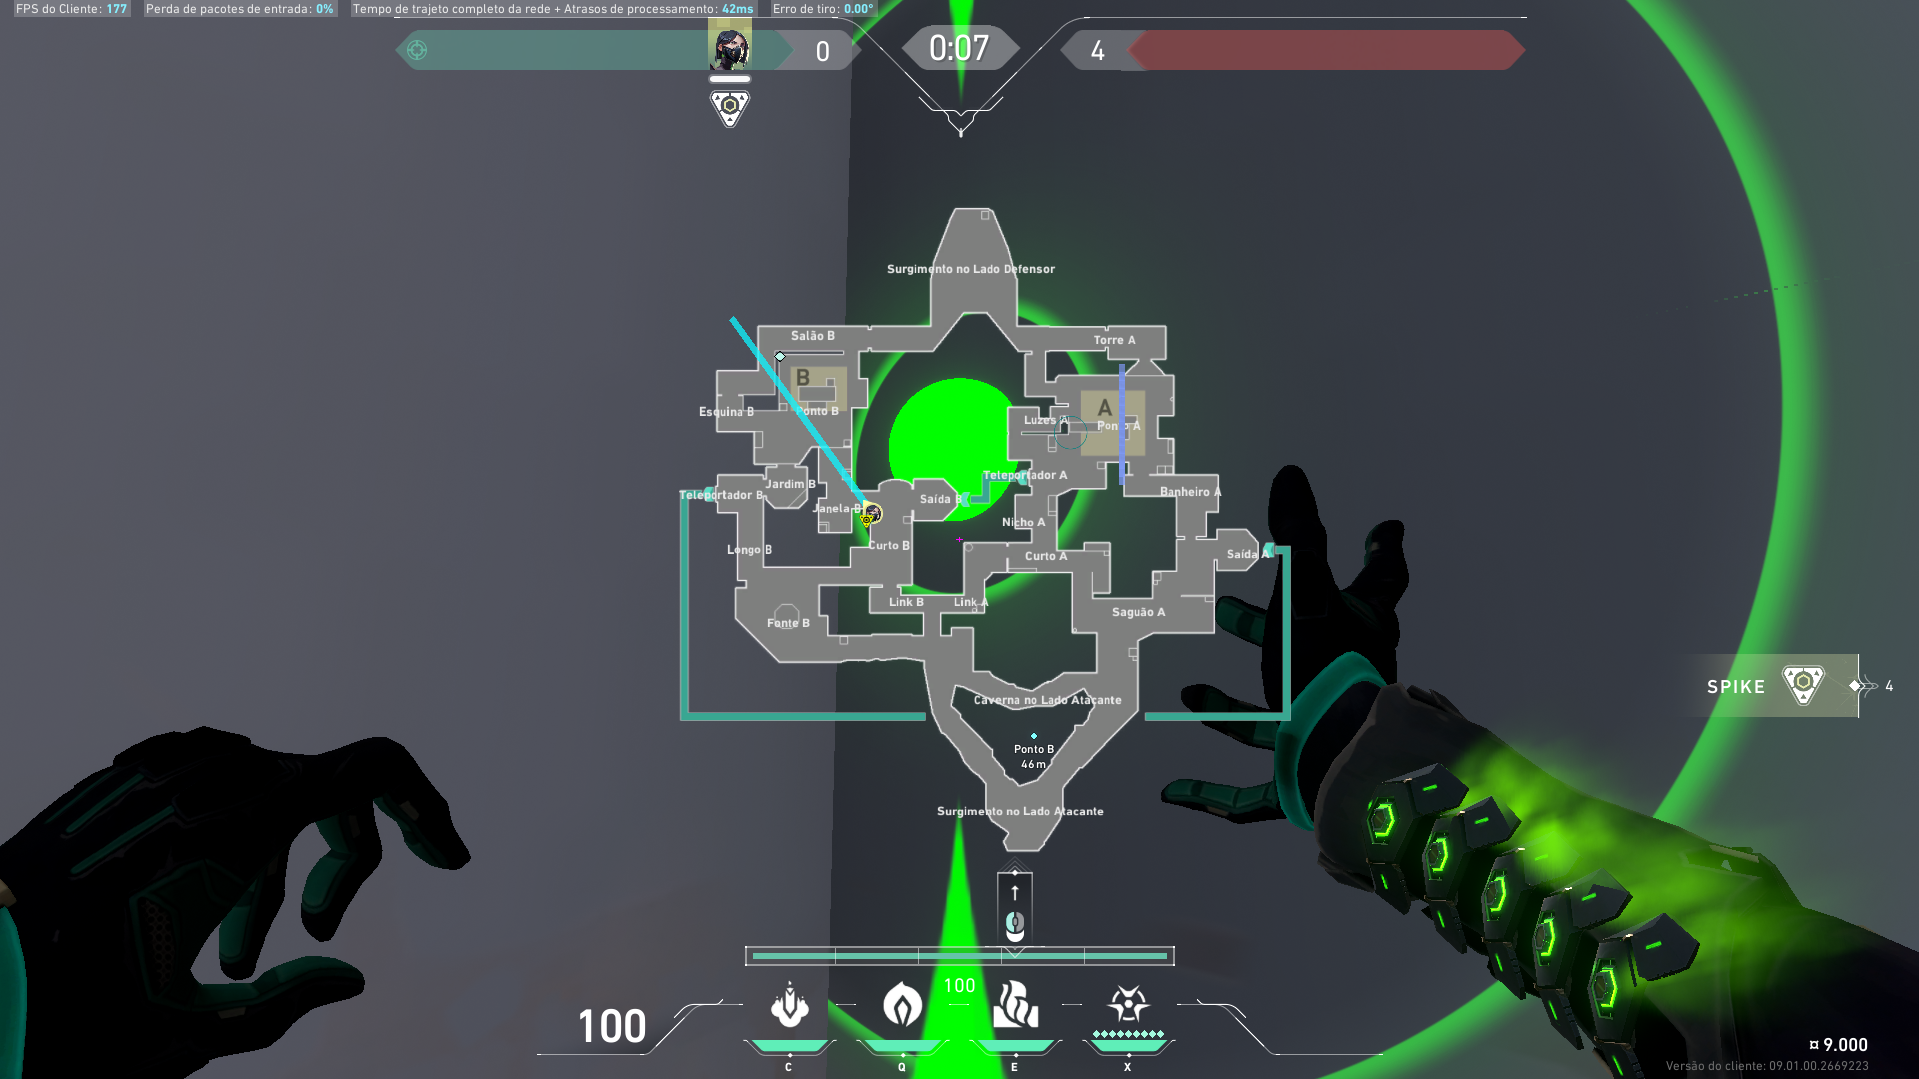 FPS do Cliente: 177
Perda de pacotes de entrada: 0%
Tempo de trajeto completo da rede + Atrasos de processamento: 42ms
Erro de tiro: 0.00°
0
0:07
4
Surgimento no Lado Defensor
Salão B
Torre A
B
A
Esquina B
Ponto B
Luzes A
Ponto A
Teleportador A
Jardim B
Teleportador B
Saída B
Banheiro A
Janela B
Nicho A
Longo B
Curto B
Curto A
Saída A
Link B
Link A
Saguão A
Fonte B
Caverna no Lado Atacante
SPIKE
4
Ponto B
46 m
Surgimento no Lado Atacante
100
100
C
Q
E
X
¤ 9.000
Versão do cliente: 09.01.00.2669223